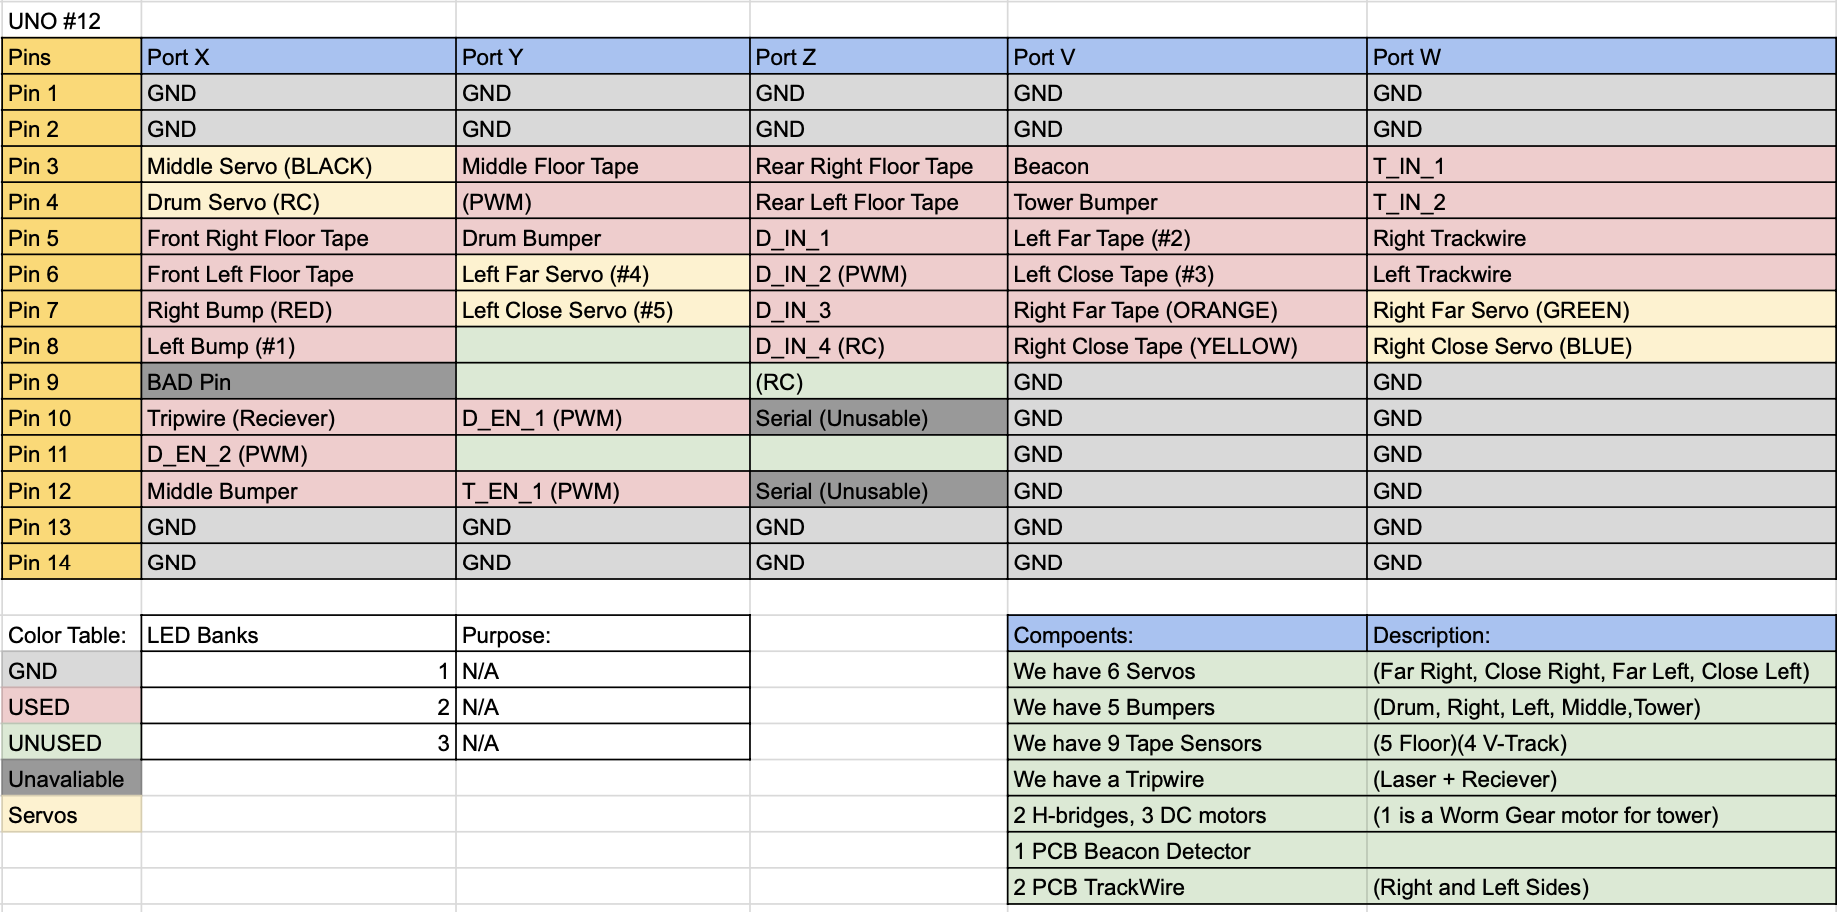 UNO #12
Pins Port X Port Y Port Z Port V Port W
Pin 1 GND GND GND GND GND
Pin 2 GND GND GND GND GND
Pin 3 Middle Servo (BLACK) Middle Floor Tape Rear Right Floor Tape Beacon T_IN_1
Pin 4 Drum Servo (RC) (PWM) Rear Left Floor Tape Tower Bumper T_IN_2
Pin 5 Front Right Floor Tape Drum Bumper D_IN_1 Left Far Tape (#2) Right Trackwire
Pin 6 Front Left Floor Tape Left Far Servo (#4) D_IN_2 (PWM) Left Close Tape (#3) Left Trackwire
Pin 7 Right Bump (RED) Left Close Servo (#5) D_IN_3 Right Far Tape (ORANGE) Right Far Servo (GREEN)
Pin 8 Left Bump (#1) D_IN_4 (RC) Right Close Tape (YELLOW) Right Close Servo (BLUE)
Pin 9 BAD Pin (RC) GND GND
Pin 10 Tripwire (Reciever) D_EN_1 (PWM) Serial (Unusable) GND GND
Pin 11 D_EN_2 (PWM) GND GND
Pin 12 Middle Bumper T_EN_1 (PWM) Serial (Unusable) GND GND
Pin 13 GND GND GND GND GND
Pin 14 GND GND GND GND GND
Color Table: LED Banks Purpose: Compoents: Description:
GND 1 N/A We have 6 Servos (Far Right, Close Right, Far Left, Close Left)
USED 2 N/A We have 5 Bumpers (Drum, Right, Left, Middle,Tower)
UNUSED 3 N/A We have 9 Tape Sensors (5 Floor)(4 V-Track)
Unavaliable We have a Tripwire (Laser + Reciever)
Servos 2 H-bridges, 3 DC motors (1 is a Worm Gear motor for tower)
1 PCB Beacon Detector
2 PCB TrackWire (Right and Left Sides)